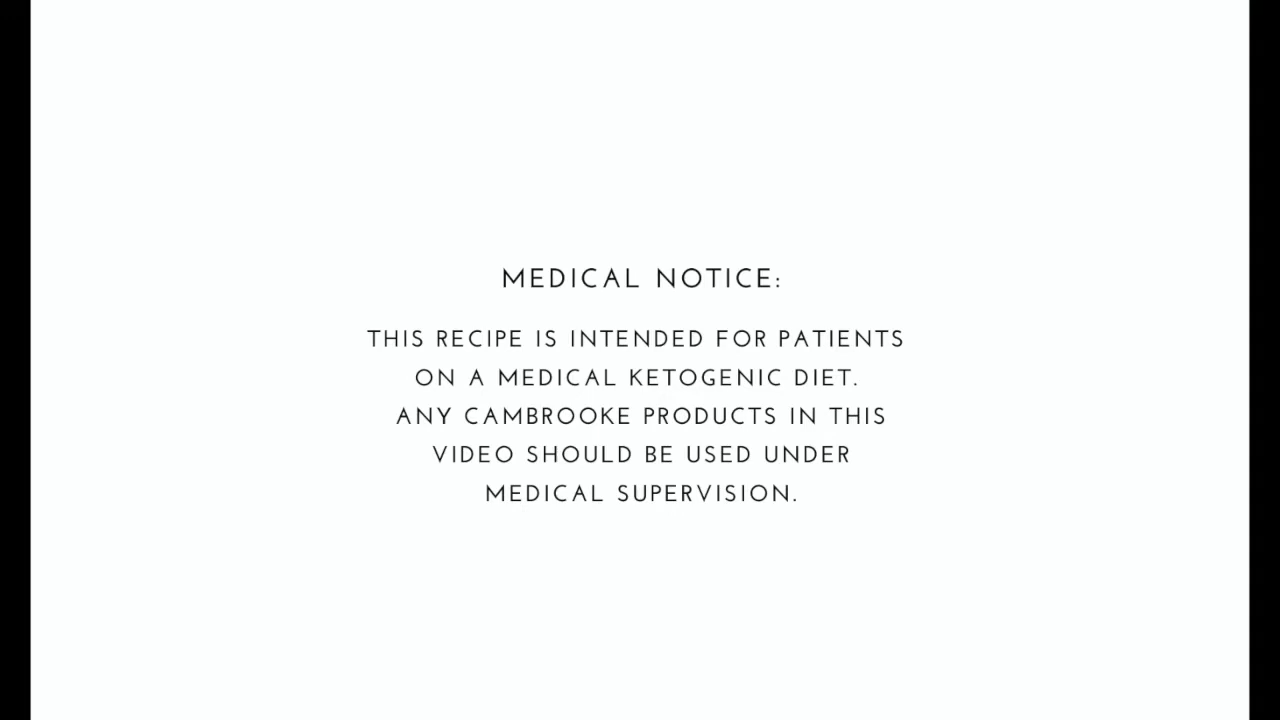 MEDICAL NOTICE:
THIS RECIPE IS INTENDED FOR PATIENTS
ON A MEDICAL KETOGENIC DIET.
ANY CAMBROOKE PRODUCTS IN THIS
VIDEO SHOULD BE USED UNDER
MEDICAL SUPERVISION.